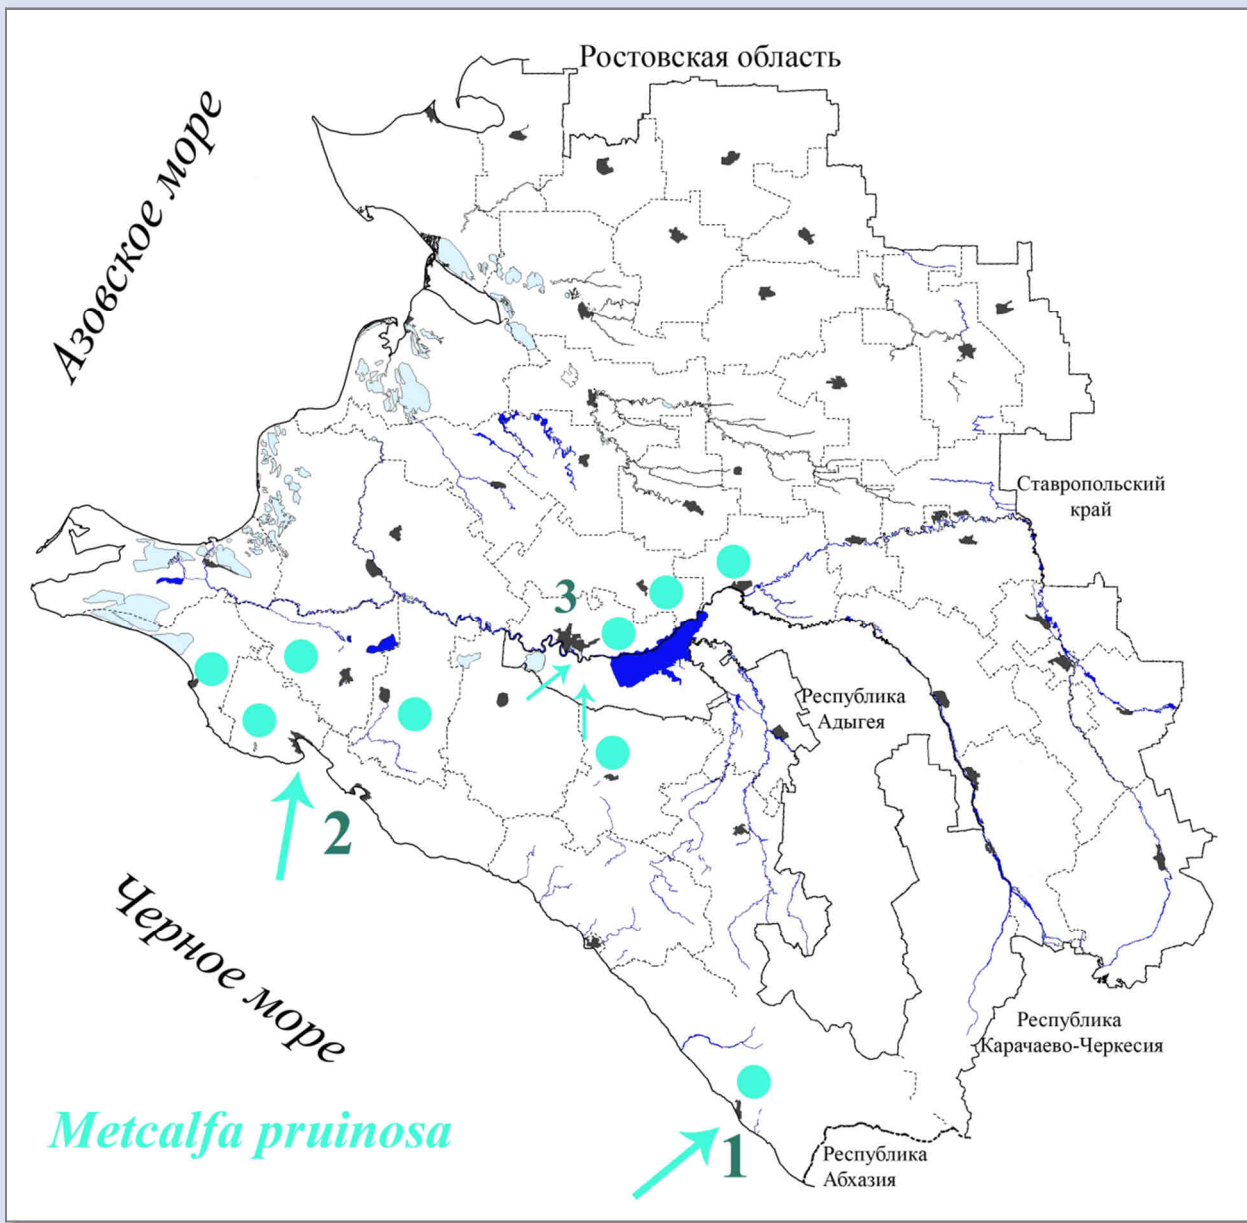 Ростовская область
Азовское море
Ставропольский
край
3
Республика
Адыгея
2
Черное море
Республика
Карачаево-Черкесия
Metcalfa pruinosa
1
Республика
Абхазия